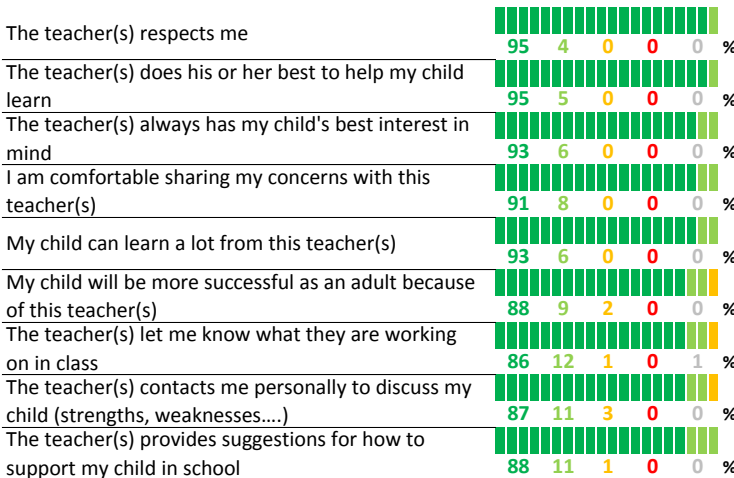 The teacher(s) respects me
95 4 0 0 0 %
The teacher(s) does his or her best to help my child
learn
95 5 0 0 0 %
The teacher(s) always has my child's best interest in
mind
93 6 0 0 0 %
I am comfortable sharing my concerns with this
teacher(s)
91 8 0 0 0 %
My child can learn a lot from this teacher(s)
93 6 0 0 0 %
My child will be more successful as an adult because
of this teacher(s)
88 9 2 0 0 %
The teacher(s) let me know what they are working
on in class
86 12 1 0 1 %
The teacher(s) contacts me personally to discuss my
child (strengths, weaknesses....)
87 11 3 0 0 %
The teacher(s) provides suggestions for how to
support my child in school
88 11 1 0 0 %